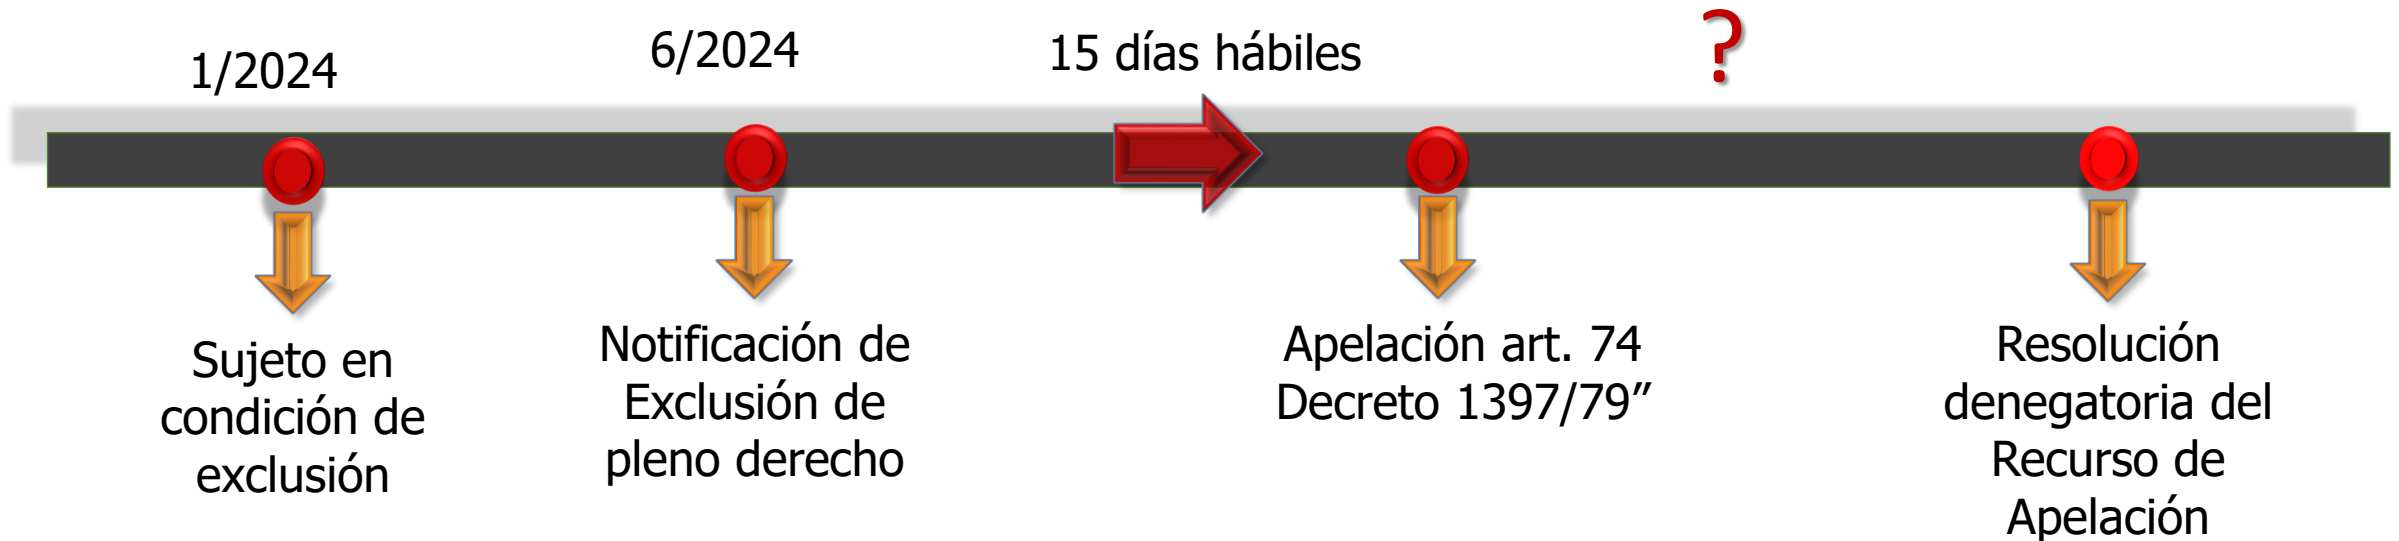 1/2024
6/2024
15 días hábiles
?
Sujeto en
condición de
exclusión
Notificación de
Exclusión de
pleno derecho
Apelación art. 74
Decreto 1397/79”
Resolución
denegatoria del
Recurso de
Apelación